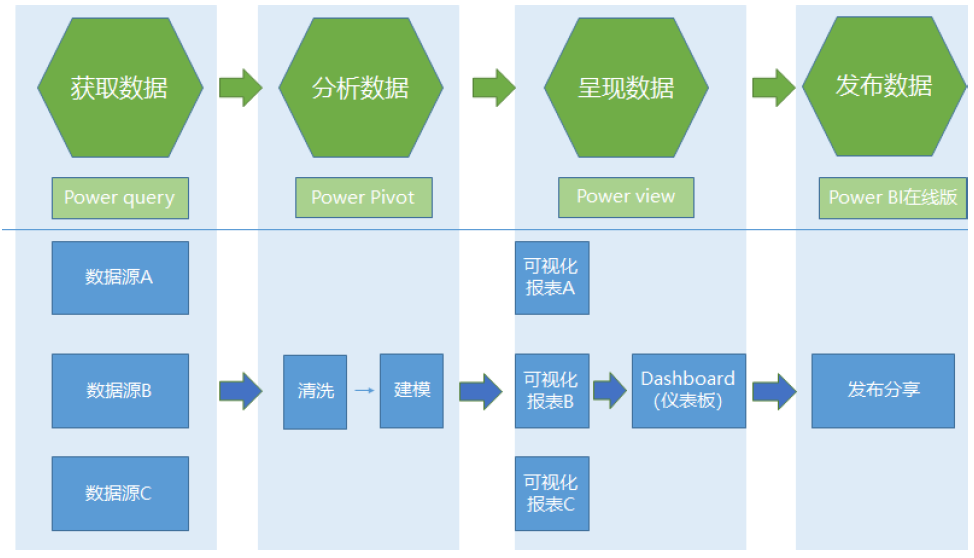 获取数据
分析数据
呈现数据
发布数据
Power query
Power Pivot
Power view
Power BI在线版
数据源A
可视化
报表A
数据源B
清洗
建模
可视化
报表B
Dashboard
(仪表板)
发布分享
数据源C
可视化
报表C